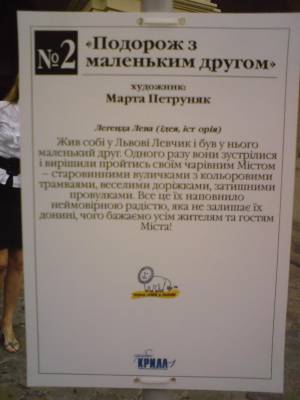 №2
«Подорож з
маленьким другом»
художник:
Марта Петруняк
Легенда Лева (ідея, іст орія)
Жив собі у Львові Левчик і був у нього
маленький друг. Одного разу вони зустрілися
і вирішили пройтись своїм чарівним Містом
– старовинними вуличками з кольоровими
трамваями, веселими доріжками, затишними
провулками. Все це їх наповнило
неймовірною радістю, яка не залишає їх
донині, чого бажаємо усім жителям та гостям
Міста!
КРИЛА